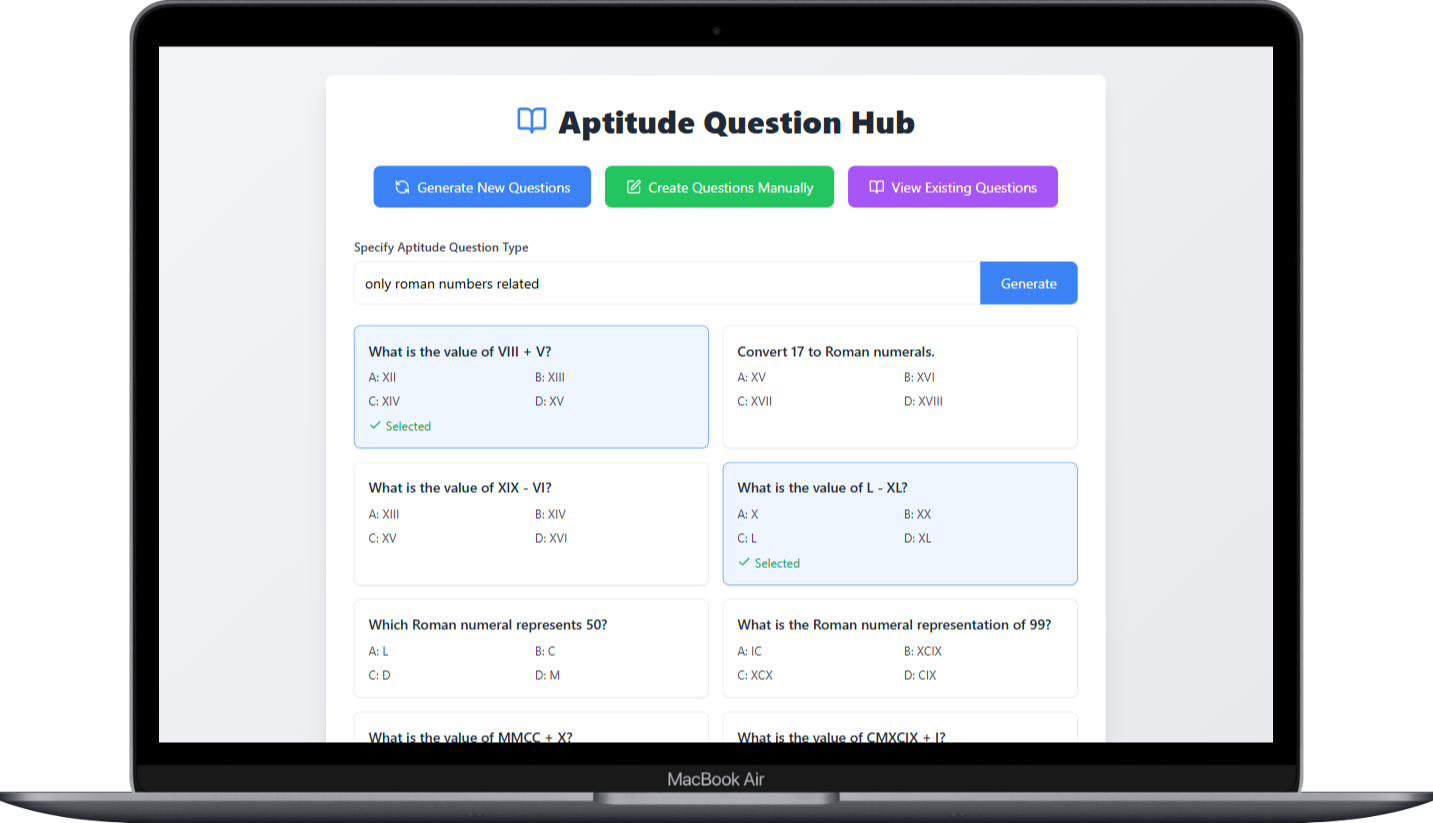 Aptitude Question Hub
Generate New Questions
Create Questions Manually
View Existing Questions
Specify Aptitude Question Type
only roman numbers related
Generate
What is the value of VIII + V?
A: XII
B: XIII
C: XIV
D: XV
Selected
Convert 17 to Roman numerals.
A: XV
B: XVI
C: XVII
D: XVIII
What is the value of XIX - VI?
A: XIII
B: XIV
C: XV
D: XVI
What is the value of L - XL?
A: X
B: XX
C: L
D: XL
Selected
Which Roman numeral represents 50?
A: L
B: C
C: D
D: M
What is the Roman numeral representation of 99?
A: IC
B: XCIX
C: XCX
D: CIX
What is the value of MMCC + X?
What is the value of CMXCIX + I?
MacBook Air